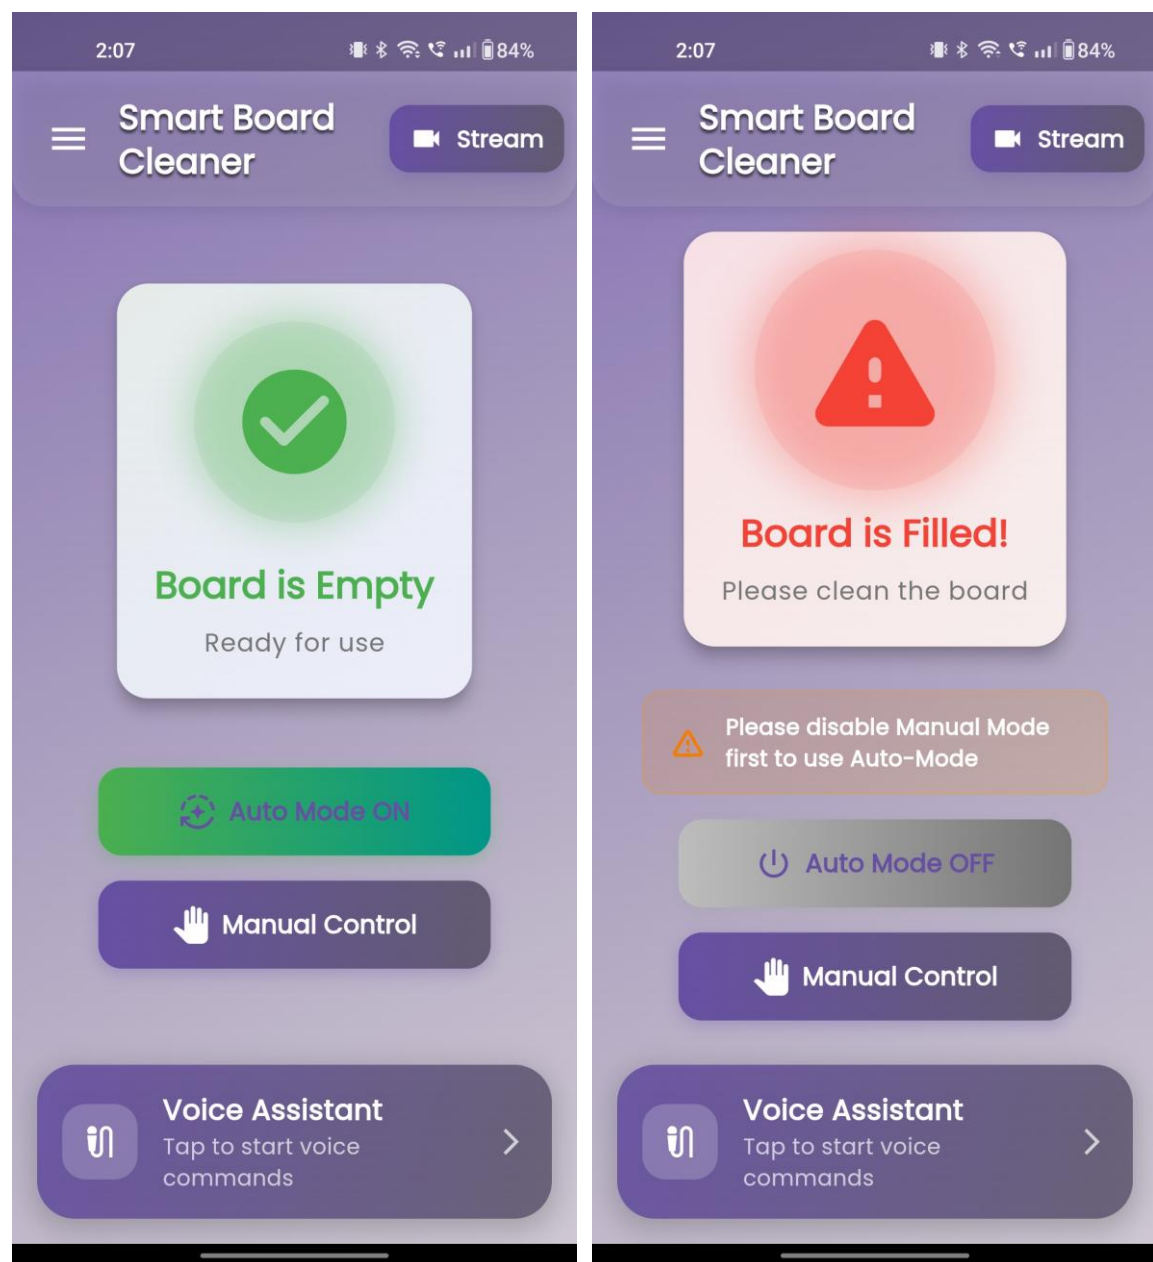 2:07
84%
Smart Board
Cleaner
Stream
Board is Empty
Ready for use
Auto Mode ON
Manual Control
Voice Assistant
Tap to start voice
commands
2:07
84%
Smart Board
Cleaner
Stream
Board is Filled!
Please clean the board
Please disable Manual Mode
first to use Auto-Mode
Auto Mode OFF
Manual Control
Voice Assistant
Tap to start voice
commands